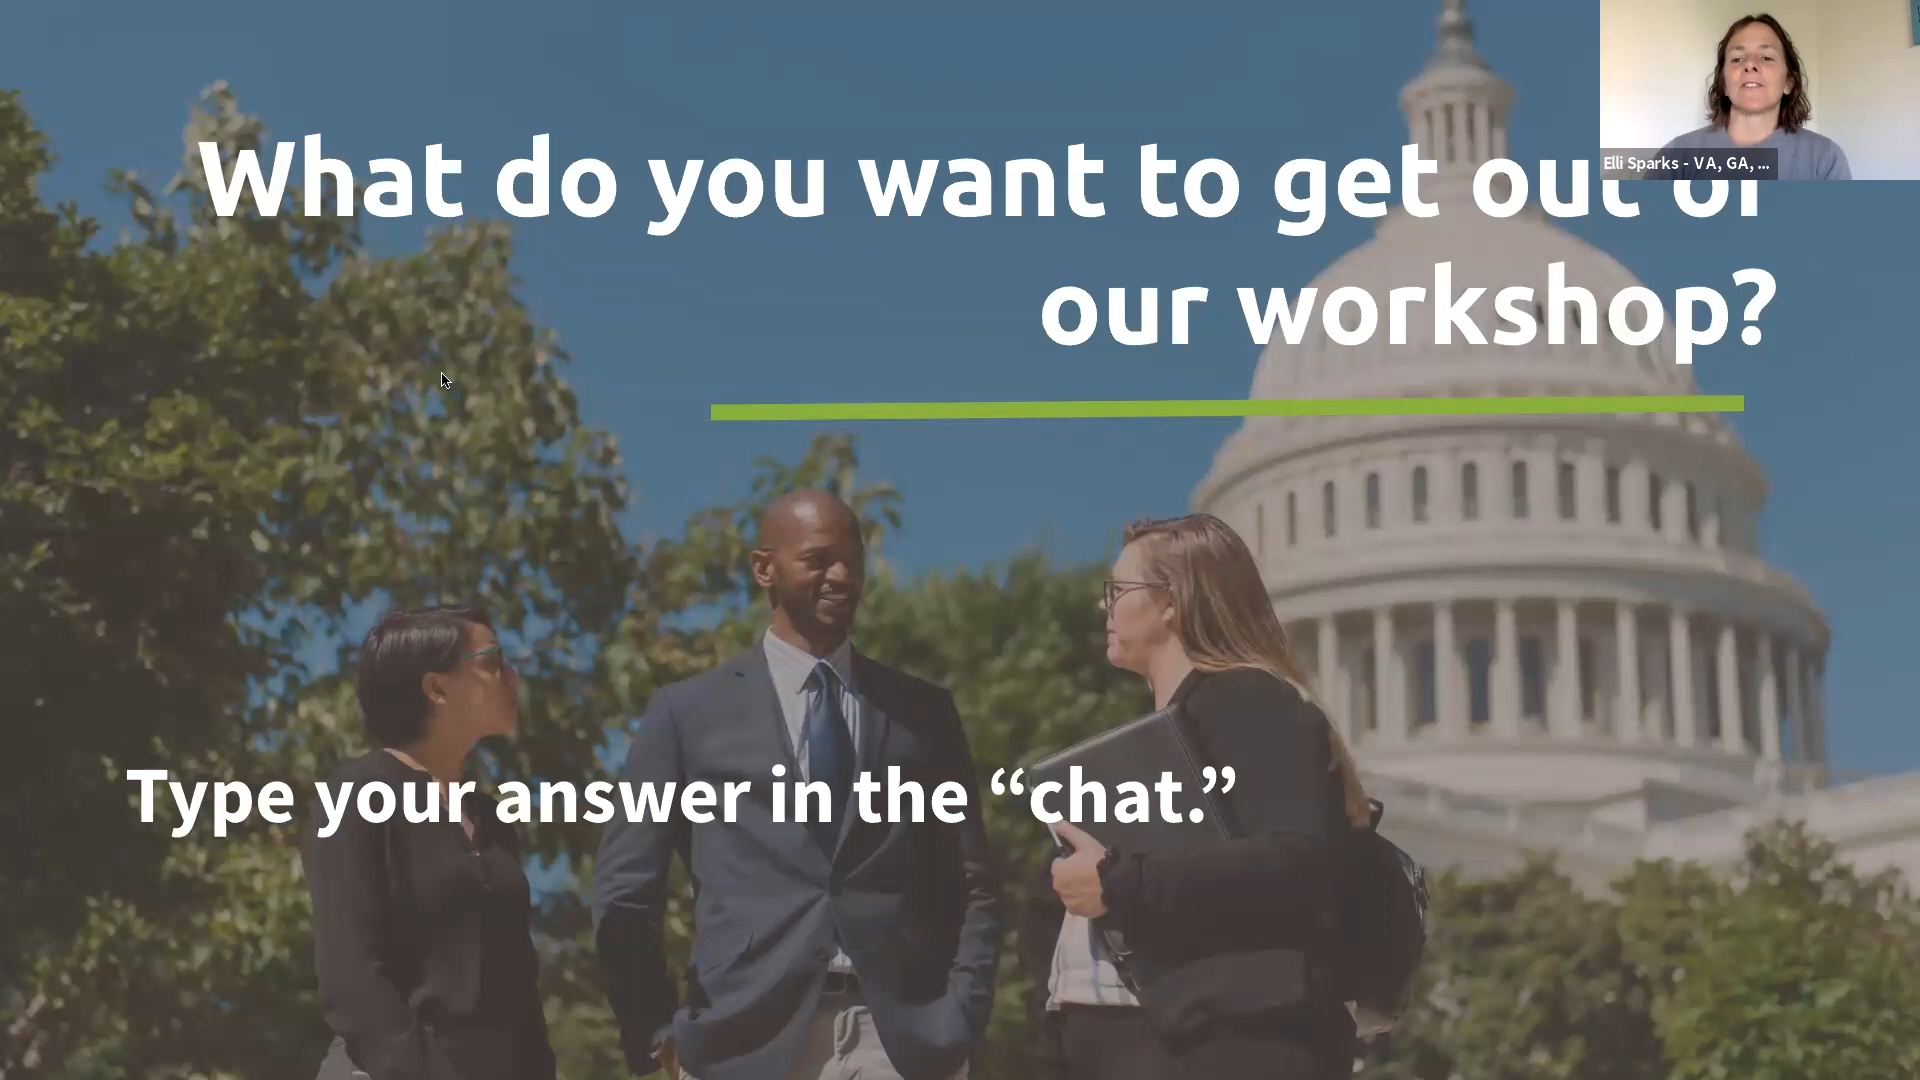 What do you want to get out of
our workshop?
Elli Sparks - VA, GA, ...
Type your answer in the “chat.”